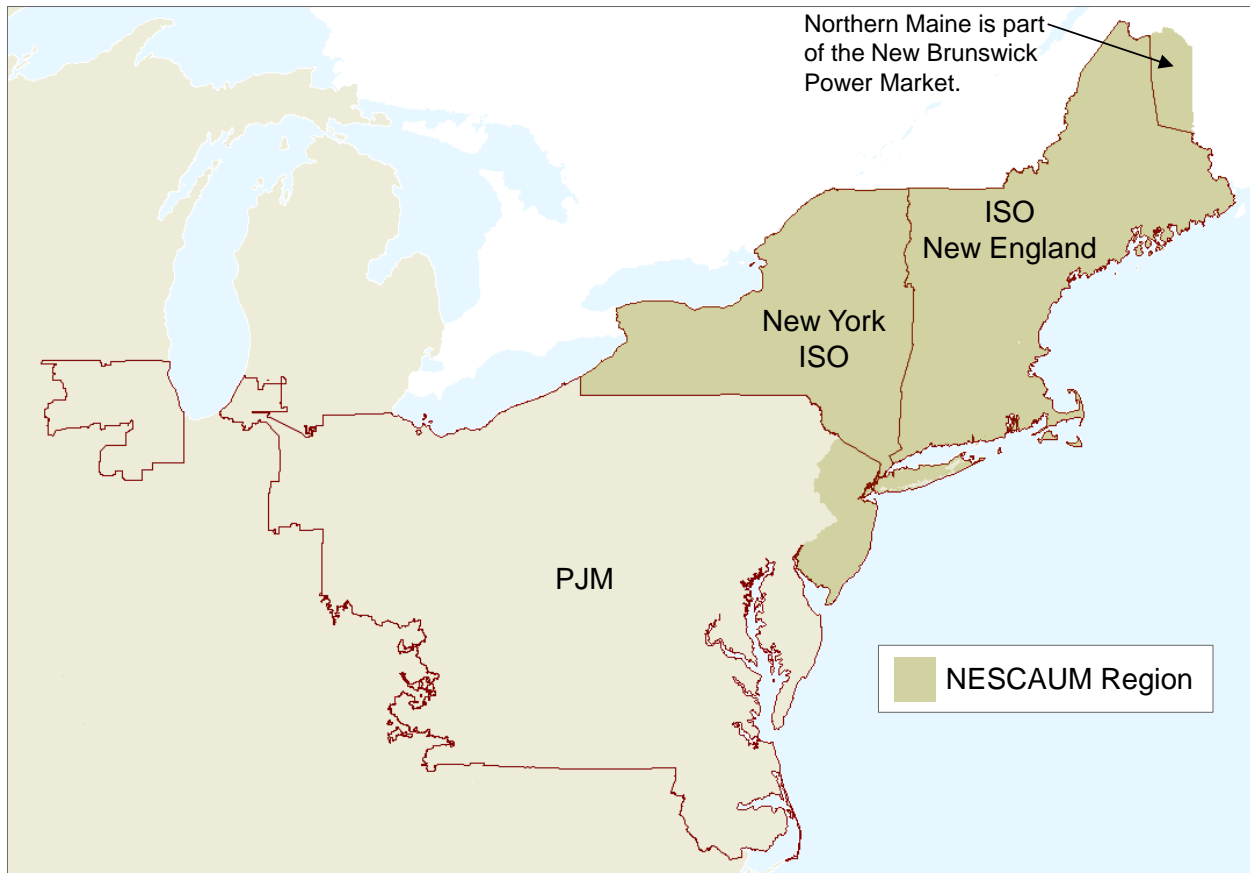 Northern Maine is part
of the New Brunswick
Power Market.
ISO
New England
New York
ISO
PJM
NESCAUM Region